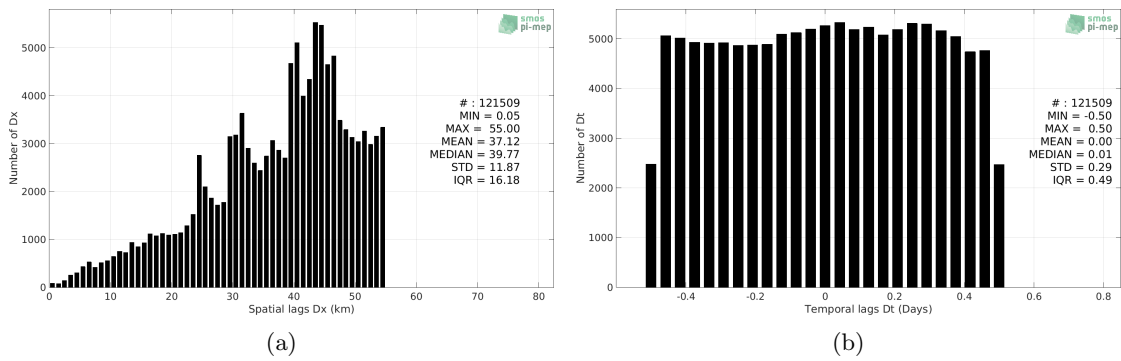 smos
pi-mep
5000
4000
3000
2000
1000
0
Number of Dx
# : 121509
MIN = 0.05
MAX = 55.00
MEAN = 37.12
MEDIAN = 39.77
STD = 11.87
IQR = 16.18
0 10 20 30 40 50 60 70 80
Spatial lags Dx (km)
(a)
smos
pi-mep
5000
4000
3000
2000
1000
0
Number of Dt
# : 121509
MIN = -0.50
MAX = 0.50
MEAN = 0.00
MEDIAN = 0.01
STD = 0.29
IQR = 0.49
-0.4 -0.2 0 0.2 0.4 0.6 0.8
Temporal lags Dt (Days)
(b)